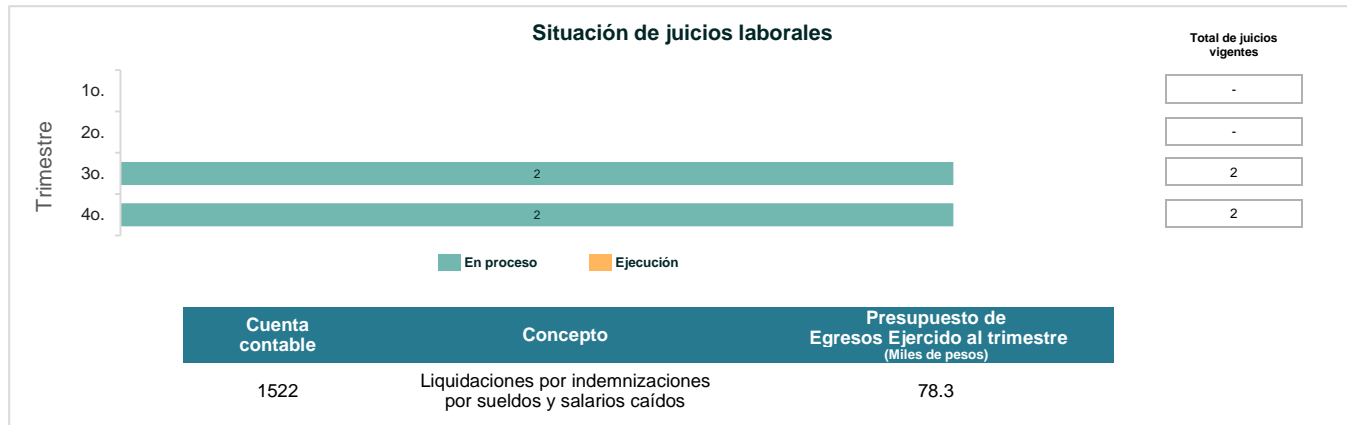 Situación de juicios laborales
Total de juicios
vigentes
Trimestre
1o.
-
2o.
-
3o.
2
2
4o.
2
2
En proceso
Ejecución
Cuenta
contable
Concepto
Presupuesto de
Egresos Ejercido al trimestre
(Miles de pesos)
1522
Liquidaciones por indemnizaciones
por sueldos y salarios caídos
78.3